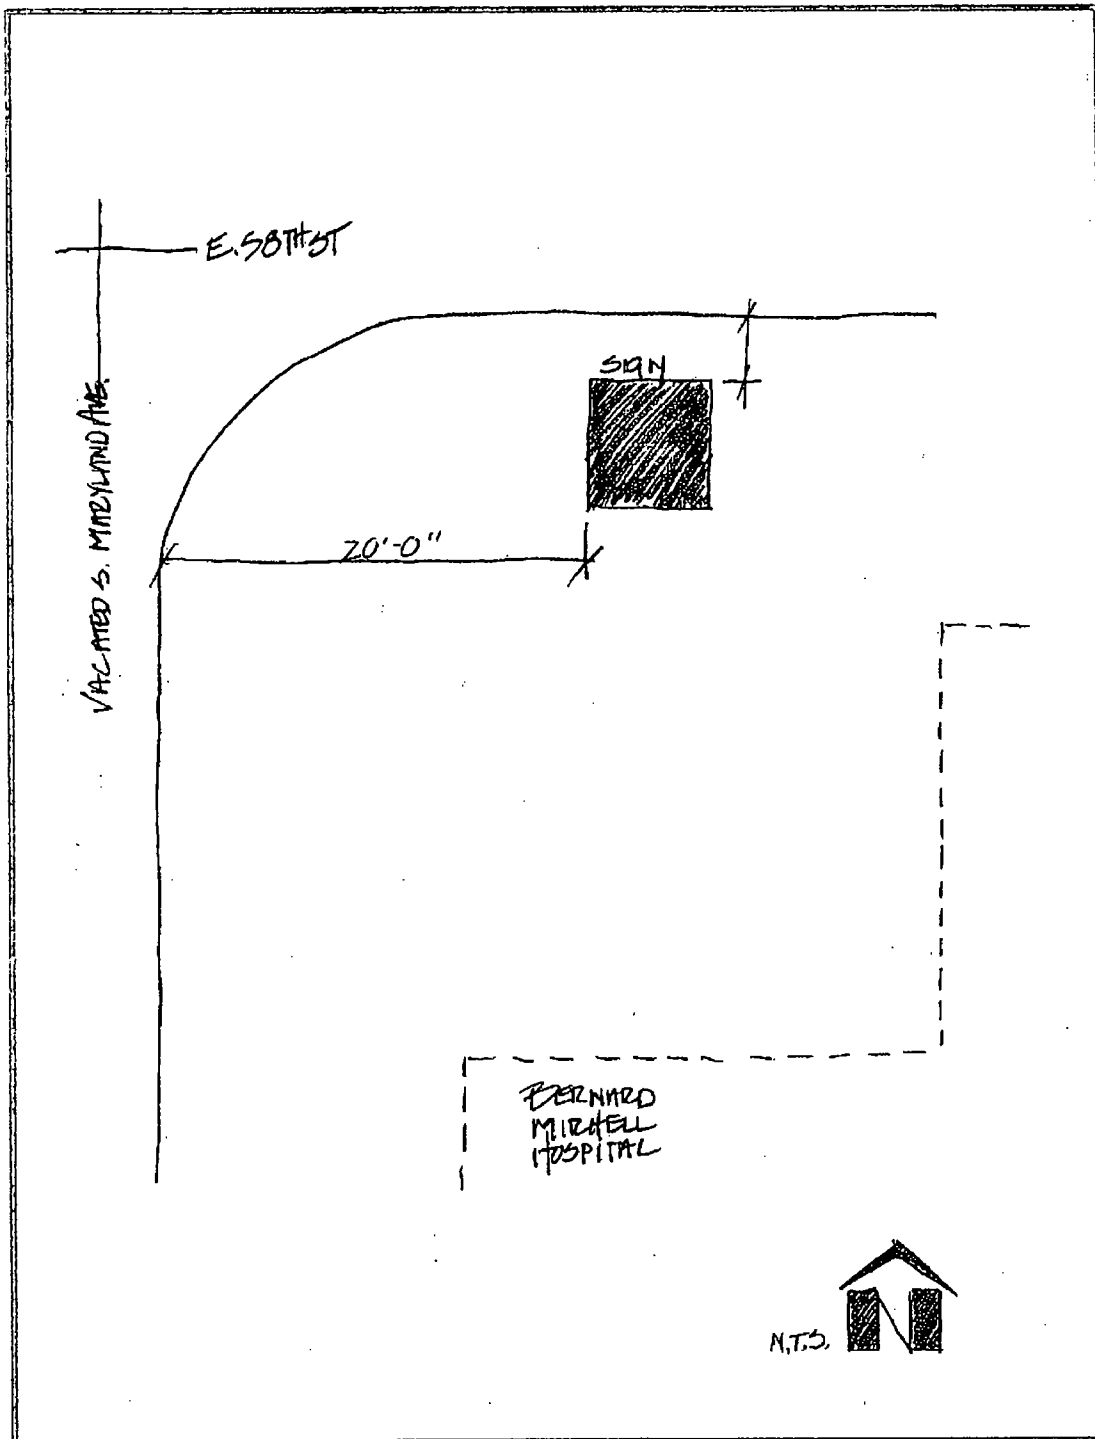 E. 58TH ST
SIGN
VACATED S. MARYLAND AVE.
20'-0"
BERNARD
MITCHELL
HOSPITAL
N.T.S.
N